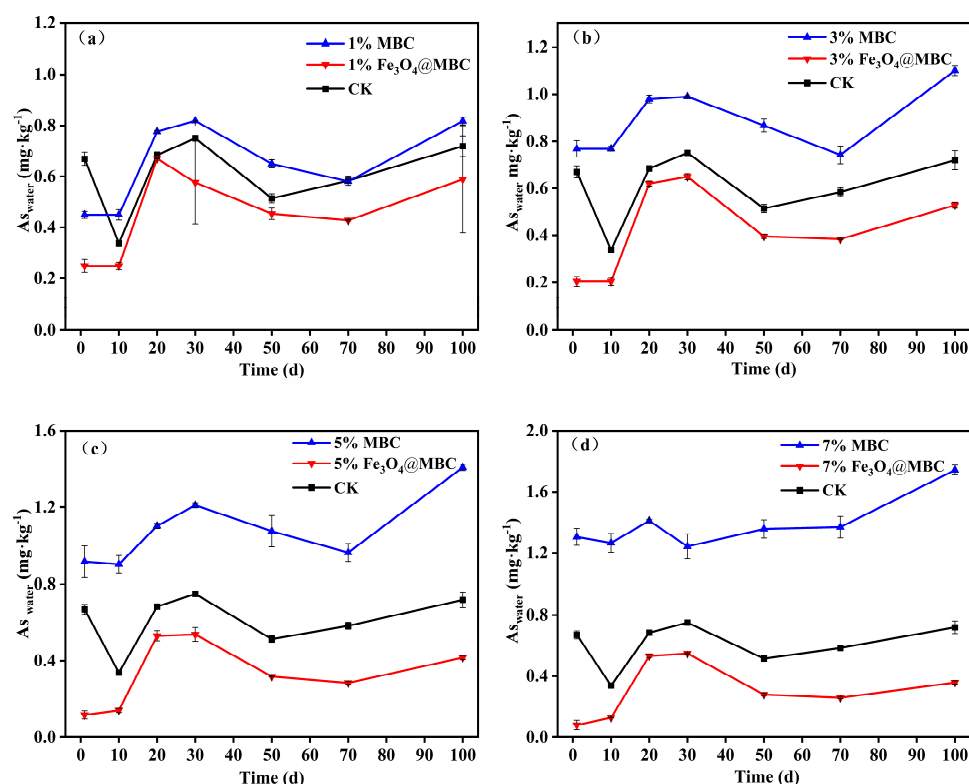 （a）
1% MBC
1% Fe₃O₄@MBC
CK
As_water (mg·kg⁻¹)
1.2
1.0
0.8
0.6
0.4
0.2
0.0
0 10 20 30 40 50 60 70 80 90 100
Time (d)
（b）
3% MBC
3% Fe₃O₄@MBC
CK
As_water mg·kg⁻¹)
1.2
1.0
0.8
0.6
0.4
0.2
0.0
0 10 20 30 40 50 60 70 80 90 100
Time (d)
（c）
5% MBC
5% Fe₃O₄@MBC
CK
As_water (mg·kg⁻¹)
1.6
1.2
0.8
0.4
0.0
0 10 20 30 40 50 60 70 80 90 100
Time (d)
（d）
7% MBC
7% Fe₃O₄@MBC
CK
As_water (mg·kg⁻¹)
2.0
1.6
1.2
0.8
0.4
0.0
0 10 20 30 40 50 60 70 80 90 100
Time (d)